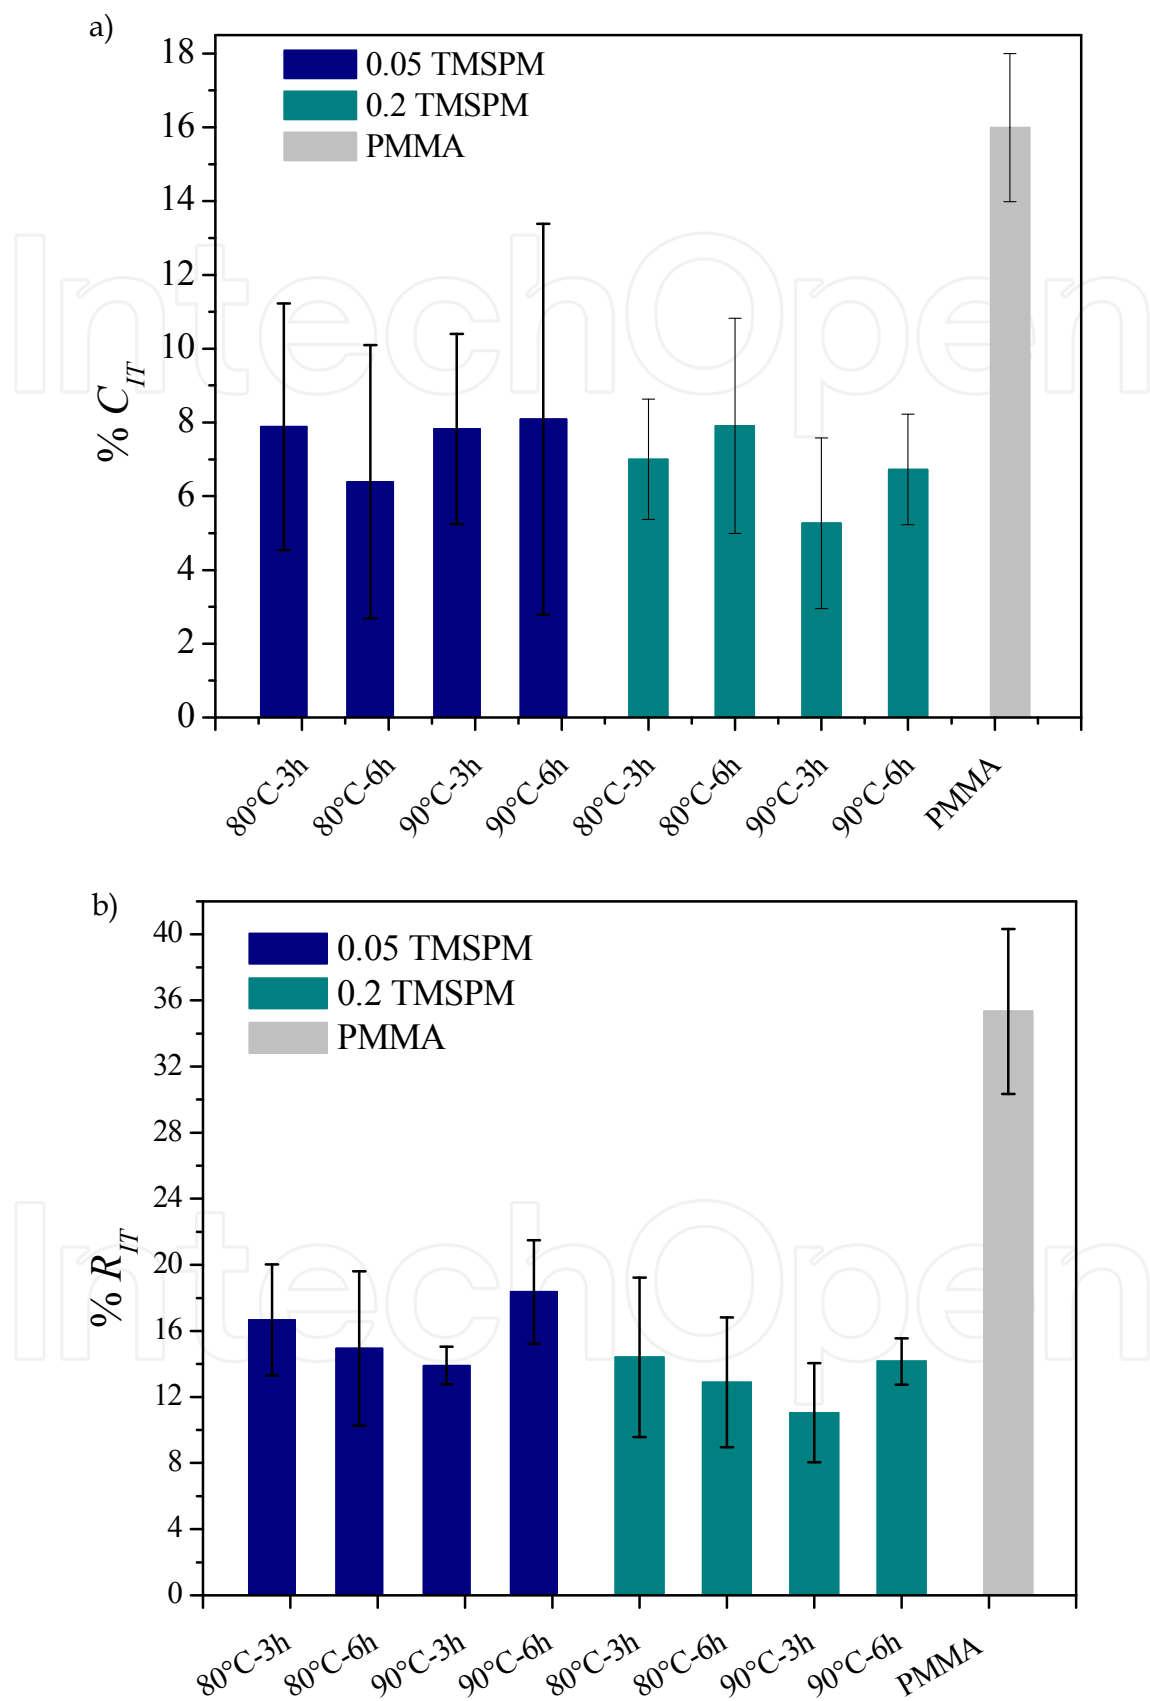 a)
18
16
14
12
10
8
6
4
2
0
% C_IT
0.05 TMSPM
0.2 TMSPM
PMMA
80°C-3h
80°C-6h
90°C-3h
90°C-6h
80°C-3h
80°C-6h
90°C-3h
90°C-6h
PMMA
IntechOpen
b)
40
36
32
28
24
20
16
12
8
4
0
% R_IT
0.05 TMSPM
0.2 TMSPM
PMMA
80°C-3h
80°C-6h
90°C-3h
90°C-6h
80°C-3h
80°C-6h
90°C-3h
90°C-6h
PMMA
IntechOpen